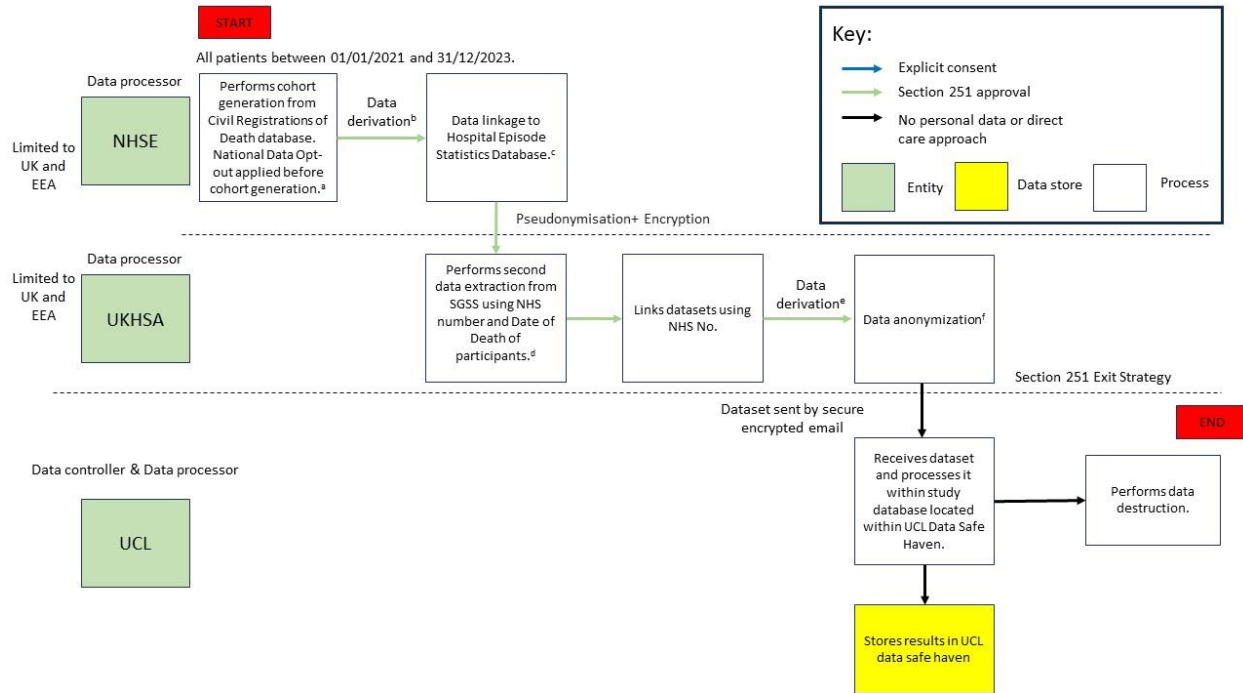 START
All patients between 01/01/2021 and 31/12/2023.
Data processor
NHSE
Limited to
UK and
EEA
Performs cohort
generation from
Civil Registrations of
Death database.
National Data Opt-
out applied before
cohort generation.ᵃ
Data
derivationᵇ
Data linkage to
Hospital Episode
Statistics Database.ᶜ
Key:
Explicit consent
Section 251 approval
No personal data or direct
care approach
Entity
Data store
Process
Pseudonymisation+ Encryption
Data processor
Limited to
UK and
EEA
UKHSA
Performs second
data extraction from
SGSS using NHS
number and Date of
Death of
participants.ᵈ
Links datasets using
NHS No.
Data
derivationᵉ
Data anonymizationᶠ
Section 251 Exit Strategy
Dataset sent by secure
encrypted email
END
Data controller & Data processor
UCL
Receives dataset
and processes it
within study
database located
within UCL Data Safe
Haven.
Performs data
destruction.
Stores results in UCL
data safe haven